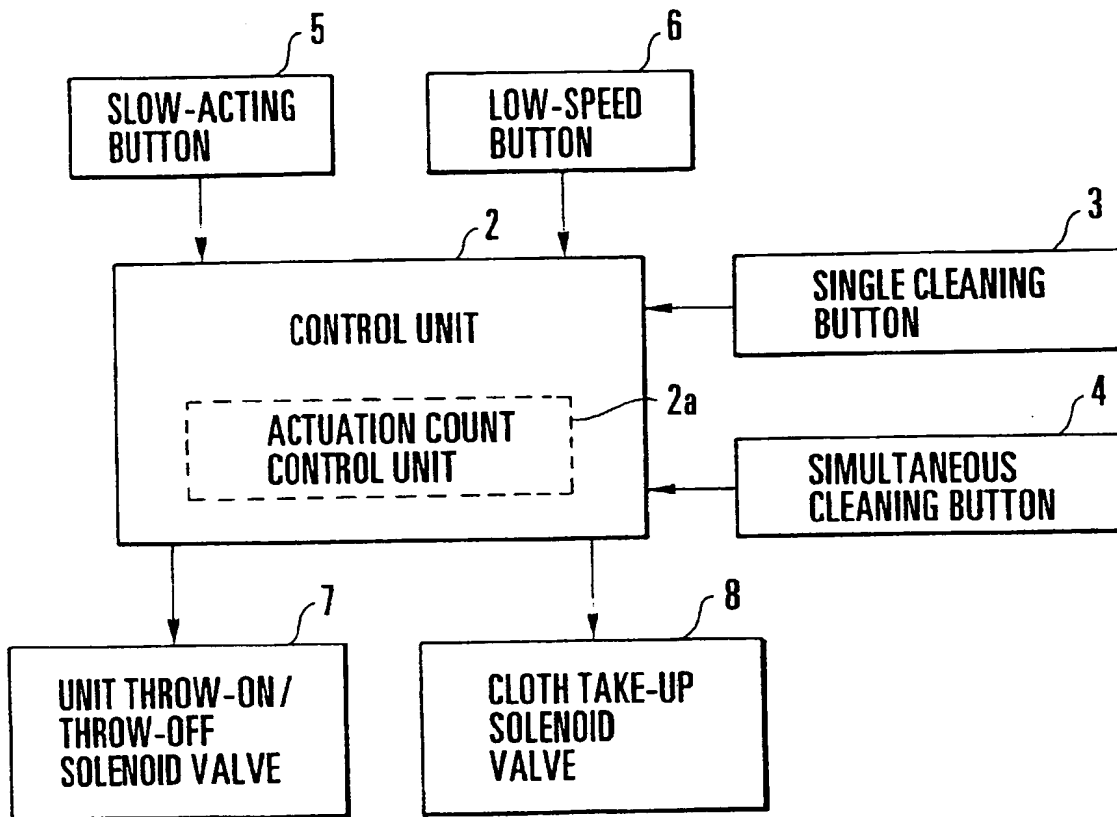 5
SLOW-ACTING
BUTTON
6
LOW-SPEED
BUTTON
2
CONTROL UNIT
2a
ACTUATION COUNT
CONTROL UNIT
3
SINGLE CLEANING
BUTTON
4
SIMULTANEOUS
CLEANING BUTTON
7
UNIT THROW-ON /
THROW-OFF
SOLENOID VALVE
8
CLOTH TAKE-UP
SOLENOID
VALVE